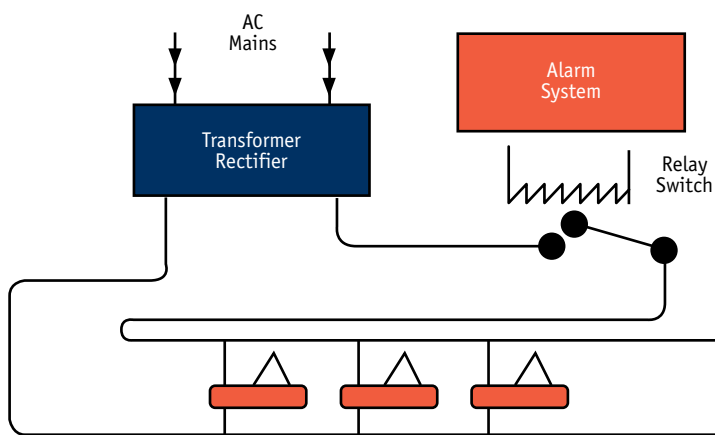 AC
Mains
Alarm
System
Transformer
Rectifier
Relay
Switch